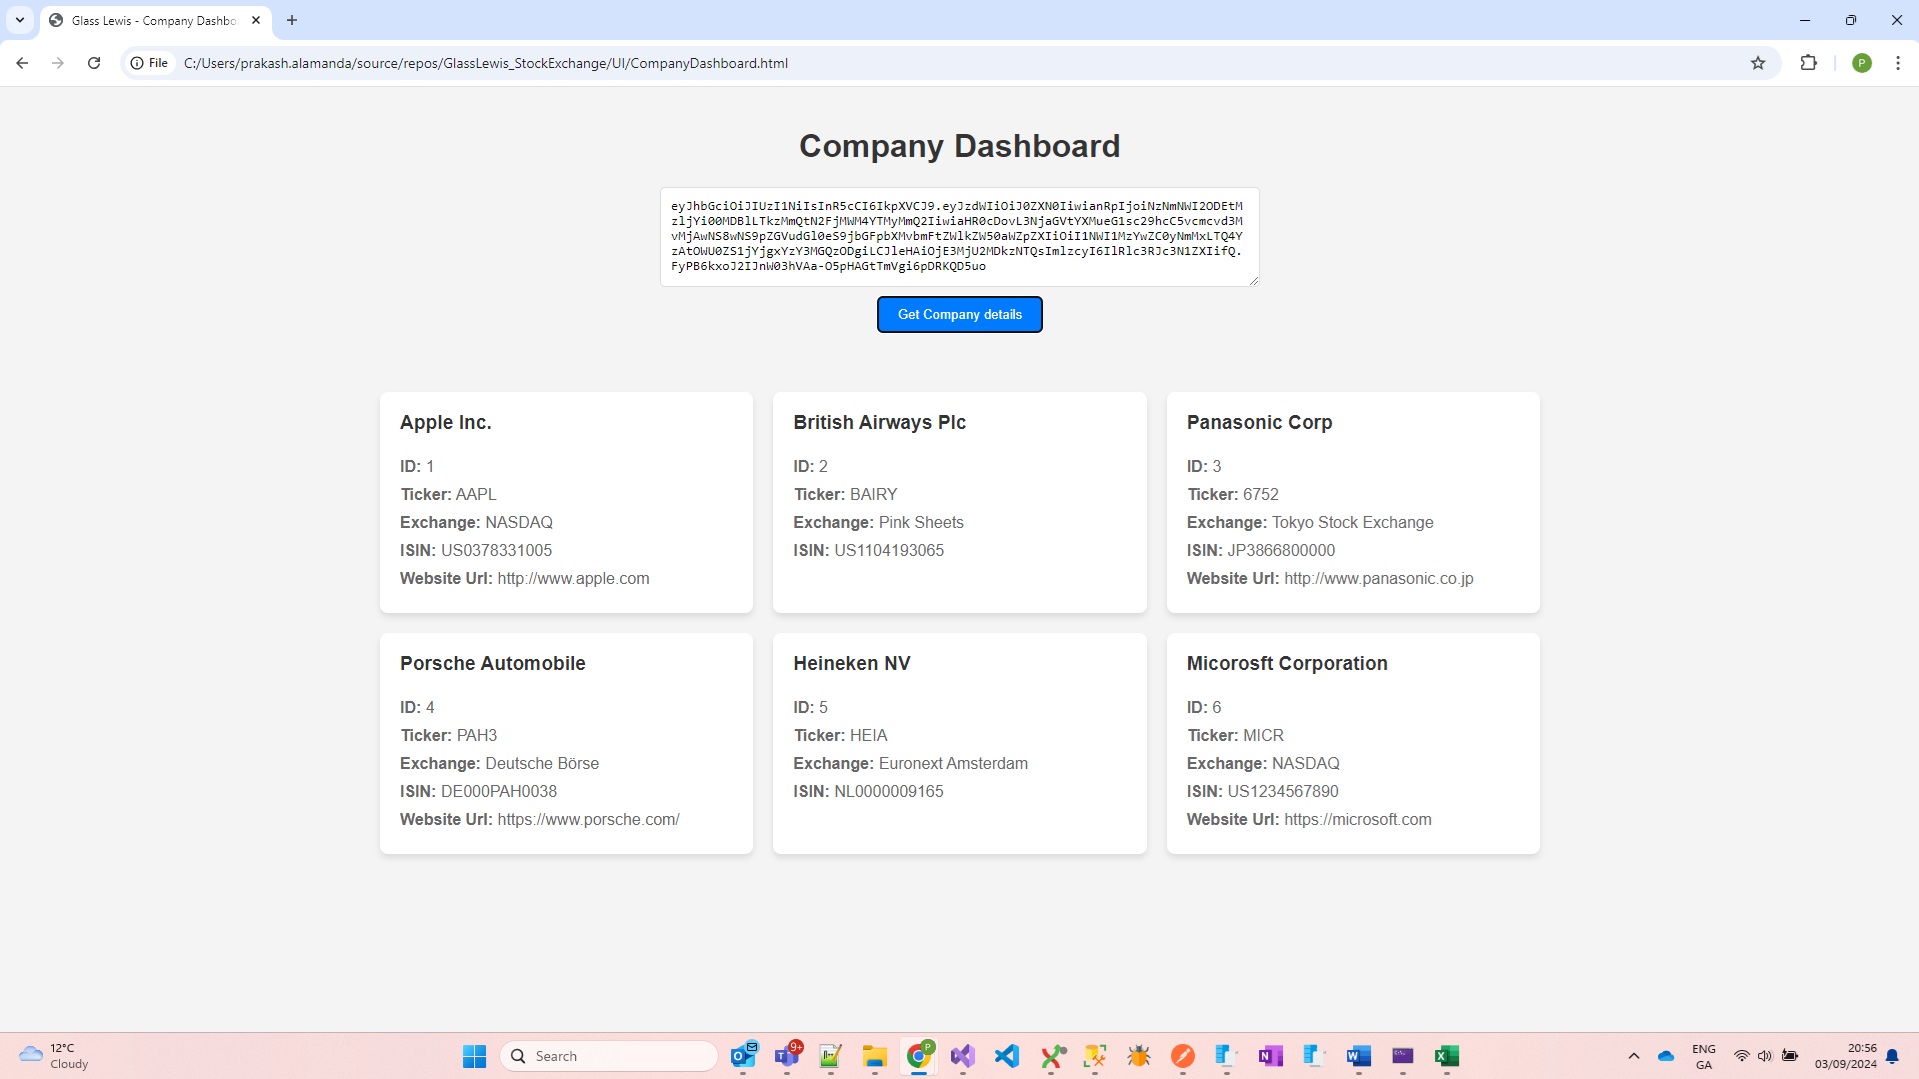 Glass Lewis - Company Dashbo
File
C:/Users/prakash.alamanda/source/repos/GlassLewis_StockExchange/UI/CompanyDashboard.html
P
Company Dashboard
eyJhbGciOiJIUzI1NiIsInR5cCI6IkpXVCJ9.eyJzdWIiOiJ0ZXN0IiwianRpIjoiNzNmNWI2ODEtM
zljYi00MDBlLTkzMmQtN2FjMWM4YTMyMmQ2IiwiaHR0cDovL3NjaGVtYXMueG1sc29hcC5vcmcvd3M
vMjAwNS8wNS9pZGVudGl0eS9jbGFpbXMvbmFtZWlkZW50aWZpZXIiOiI1NWI1MzYwZC0yNmMxLTQ4Y
zAtOWU0ZS1jYjgxYzY3MGQzODgiLCJleHAiOjE3MjU2MDkzNTQsImlzcyI6IlRlc3RJc3N1ZXIifQ.
FyPB6kxoJ2IJnW03hVAa-O5pHAGtTmVgi6pDRKQD5uo
Get Company details
Apple Inc.
ID: 1
Ticker: AAPL
Exchange: NASDAQ
ISIN: US0378331005
Website Url: http://www.apple.com
British Airways Plc
ID: 2
Ticker: BAIRY
Exchange: Pink Sheets
ISIN: US1104193065
Panasonic Corp
ID: 3
Ticker: 6752
Exchange: Tokyo Stock Exchange
ISIN: JP3866800000
Website Url: http://www.panasonic.co.jp
Porsche Automobile
ID: 4
Ticker: PAH3
Exchange: Deutsche Börse
ISIN: DE000PAH0038
Website Url: https://www.porsche.com/
Heineken NV
ID: 5
Ticker: HEIA
Exchange: Euronext Amsterdam
ISIN: NL0000009165
Micorosft Corporation
ID: 6
Ticker: MICR
Exchange: NASDAQ
ISIN: US1234567890
Website Url: https://microsoft.com
12°C
Cloudy
Search
9+
ENG
GA
20:56
03/09/2024